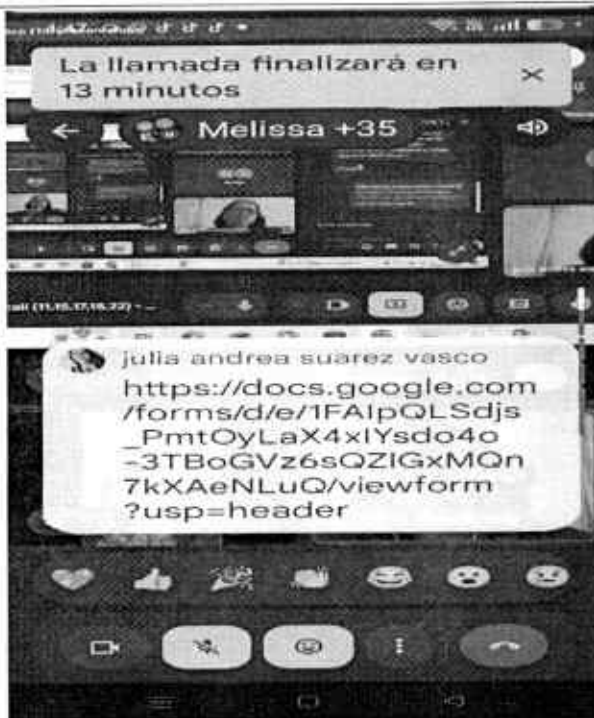 La llamada finalizará en
13 minutos
Melissa +35
julia andrea suarez vasco
https://docs.google.com
/forms/d/e/1FAIpQLSdjs
_PmtOyLaX4xIYsdo4o
-3TBoGVz6sQZIGxMQn
7kXAeNLuQ/viewform
?usp=header